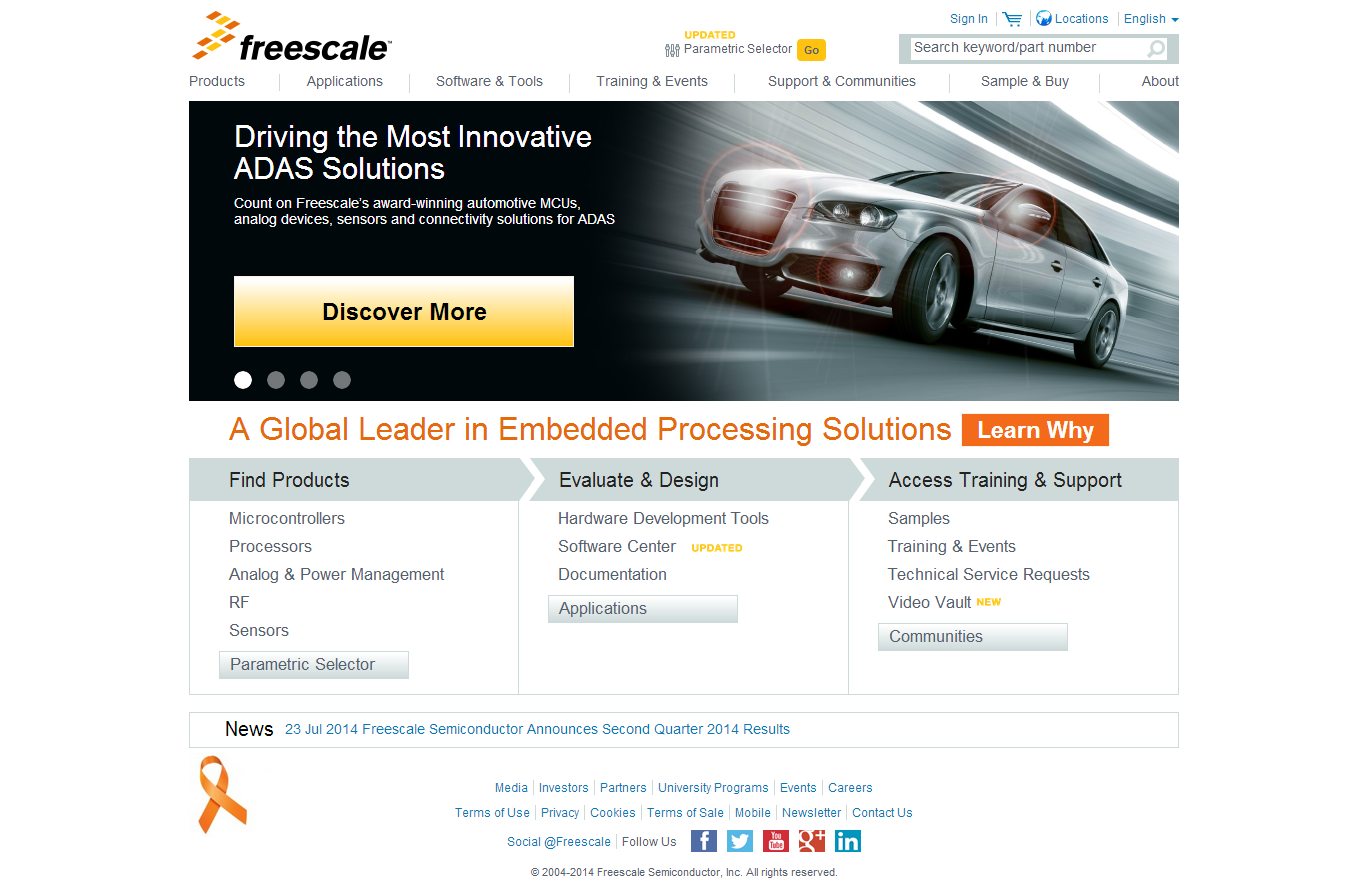 Sign In
Locations
English
freescale™
UPDATED
Parametric Selector Go
Search keyword/part number
Products
Applications
Software & Tools
Training & Events
Support & Communities
Sample & Buy
About
Driving the Most Innovative
ADAS Solutions
Count on Freescale's award-winning automotive MCUs,
analog devices, sensors and connectivity solutions for ADAS
Discover More
A Global Leader in Embedded Processing Solutions Learn Why
Find Products
Microcontrollers
Processors
Analog & Power Management
RF
Sensors
Parametric Selector
Evaluate & Design
Hardware Development Tools
Software Center UPDATED
Documentation
Applications
Access Training & Support
Samples
Training & Events
Technical Service Requests
Video Vault NEW
Communities
News 23 Jul 2014 Freescale Semiconductor Announces Second Quarter 2014 Results
Media Investors Partners University Programs Events Careers
Terms of Use Privacy Cookies Terms of Sale Mobile Newsletter Contact Us
Social @Freescale Follow Us f You Tube g+ in
© 2004-2014 Freescale Semiconductor, Inc. All rights reserved.